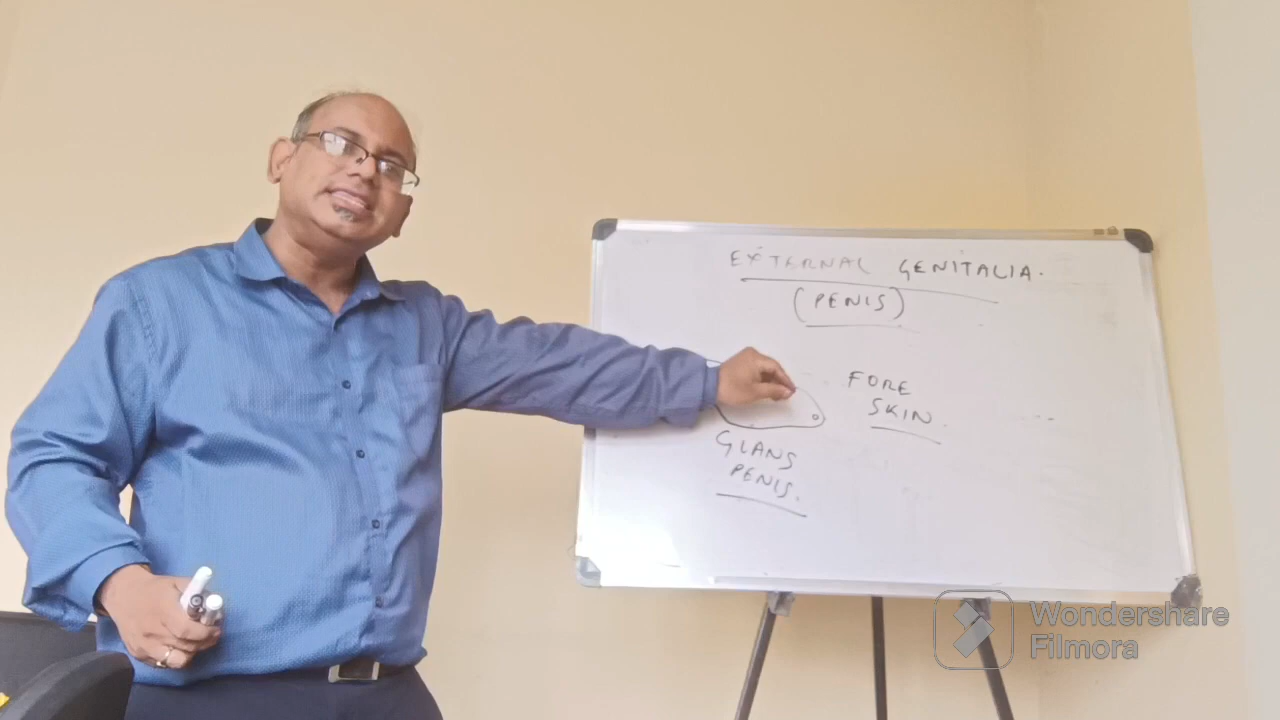 EXTERNAL GENITALIA.
(PENIS)
FORE
SKIN.
GLANS
PENIS.
Wondershare
Filmora